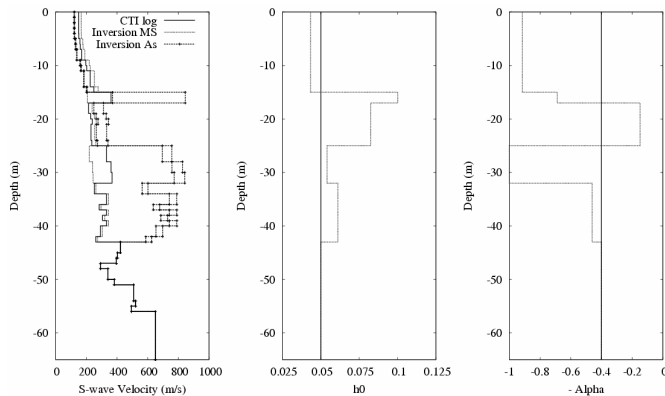 0
-10
-20
-30
-40
-50
-60
Depth (m)
0 200 400 600 800 1000
S-wave Velocity (m/s)
CTI log
Inversion MS
Inversion As
0
-10
-20
-30
-40
-50
-60
Depth (m)
0.025 0.05 0.075 0.1 0.125
h0
0
-10
-20
-30
-40
-50
-60
Depth (m)
-1 -0.8 -0.6 -0.4 -0.2 0
- Alpha